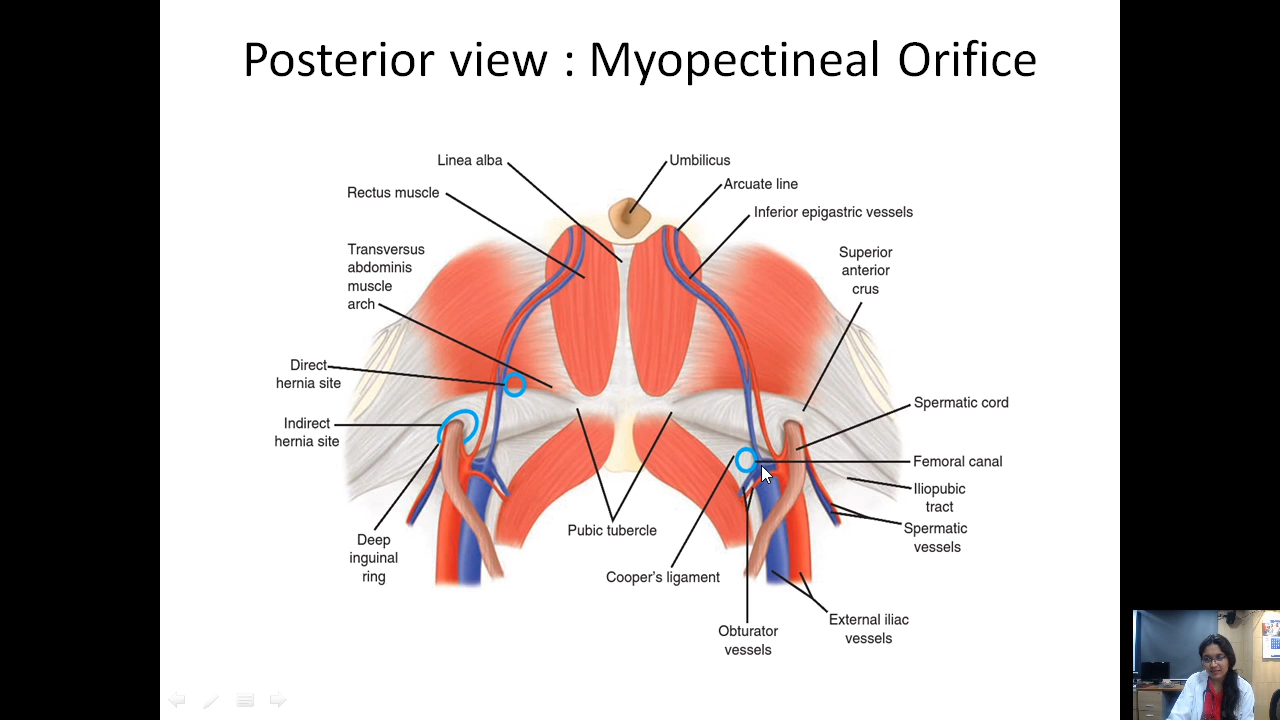 Posterior view : Myopectineal Orifice
Linea alba
Umbilicus
Rectus muscle
Arcuate line
Inferior epigastric vessels
Transversus
abdominis
muscle
arch
Superior
anterior
crus
Direct
hernia site
Indirect
hernia site
Spermatic cord
Femoral canal
Iliopubic
tract
Spermatic
vessels
Deep
inguinal
ring
Pubic tubercle
Cooper's ligament
Obturator
vessels
External iliac
vessels